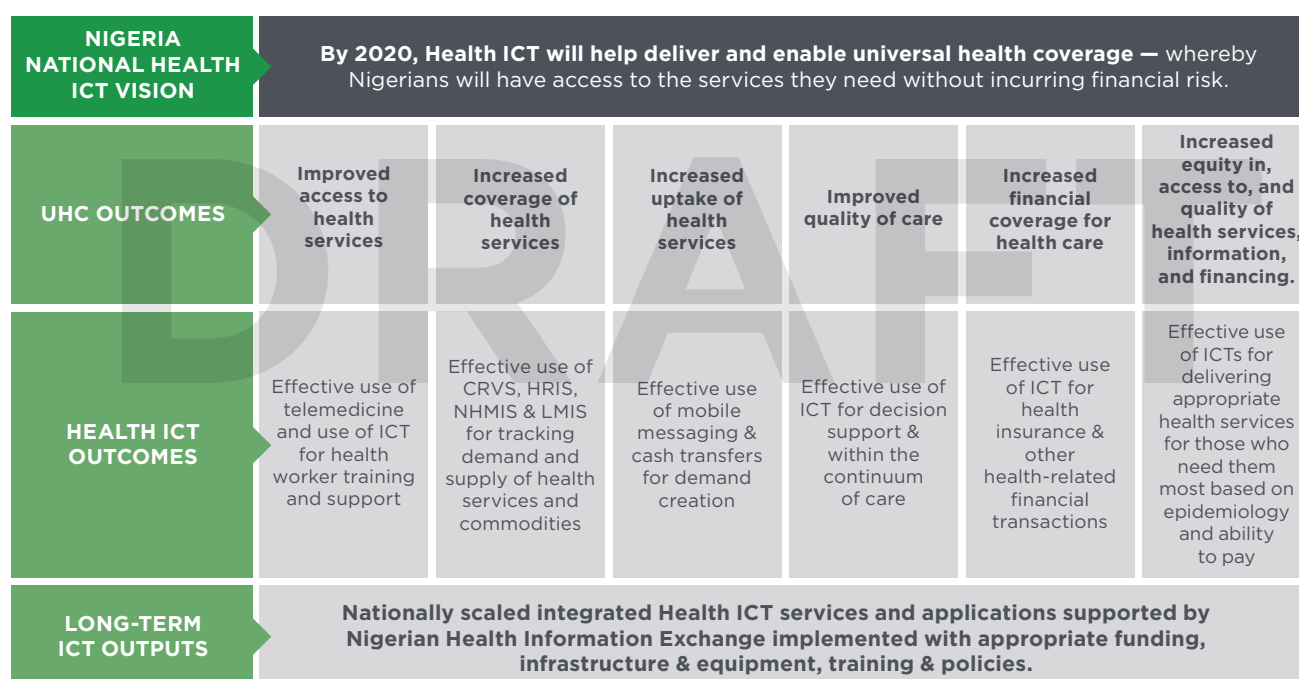 NIGERIA
NATIONAL HEALTH
ICT VISION
By 2020, Health ICT will help deliver and enable universal health coverage — whereby
Nigerians will have access to the services they need without incurring financial risk.
UHC OUTCOMES
Improved
access to
health
services
Increased
coverage of
health
services
Increased
uptake of
health
services
Improved
quality of care
Increased
financial
coverage for
health care
Increased
equity in,
access to, and
quality of
health services,
information,
and financing.
HEALTH ICT
OUTCOMES
Effective use of
telemedicine
and use of ICT
for health
worker training
and support
Effective use of
CRVS, HRIS,
NHMIS & LMIS
for tracking
demand and
supply of health
services and
commodities
Effective use
of mobile
messaging &
cash transfers
for demand
creation
Effective use of
ICT for decision
support &
within the
continuum
of care
Effective use
of ICT for
health
insurance &
other
health-related
financial
transactions
Effective use
of ICTs for
delivering
appropriate
health services
for those who
need them
most based on
epidemiology
and ability
to pay
LONG-TERM
ICT OUTPUTS
Nationally scaled integrated Health ICT services and applications supported by
Nigerian Health Information Exchange implemented with appropriate funding,
infrastructure & equipment, training & policies.
DRAFT